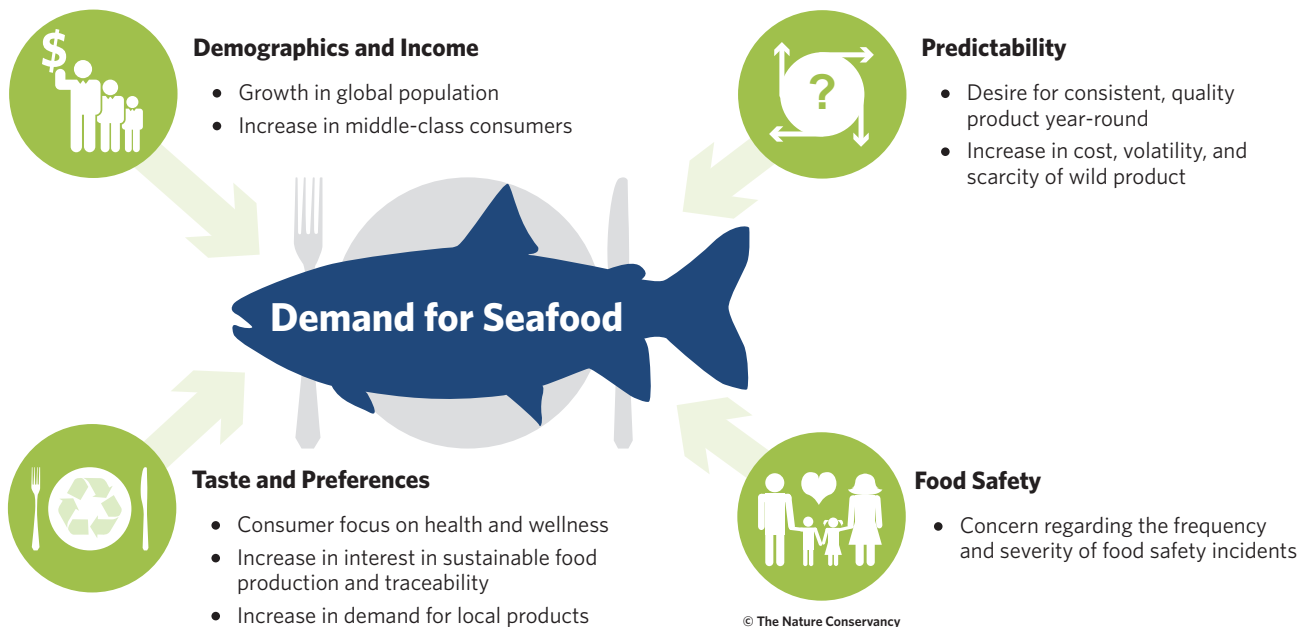 $
Demographics and Income
• Growth in global population
• Increase in middle-class consumers
?
Predictability
• Desire for consistent, quality
product year-round
• Increase in cost, volatility, and
scarcity of wild product
Demand for Seafood
Taste and Preferences
• Consumer focus on health and wellness
• Increase in interest in sustainable food
production and traceability
• Increase in demand for local products
Food Safety
• Concern regarding the frequency
and severity of food safety incidents
© The Nature Conservancy